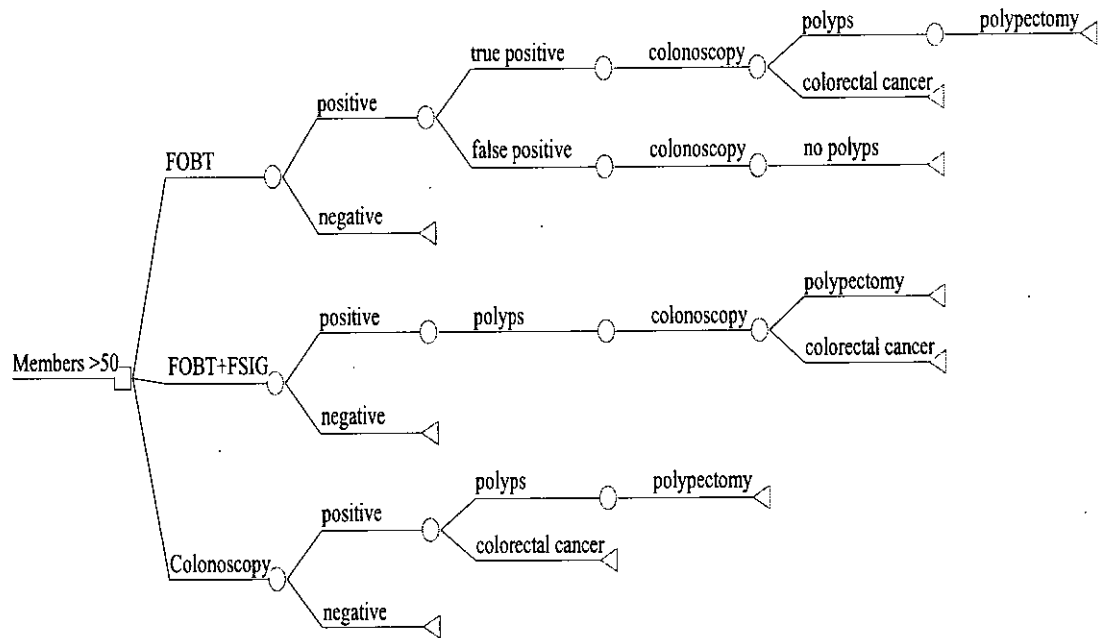 polyps
polypectomy
true positive
colonoscopy
colorectal cancer
positive
false positive
colonoscopy
no polyps
FOBT
negative
polypectomy
positive
polyps
colonoscopy
colorectal cancer
Members >50
FOBT+FSIG
negative
polyps
polypectomy
positive
colorectal cancer
Colonoscopy
negative